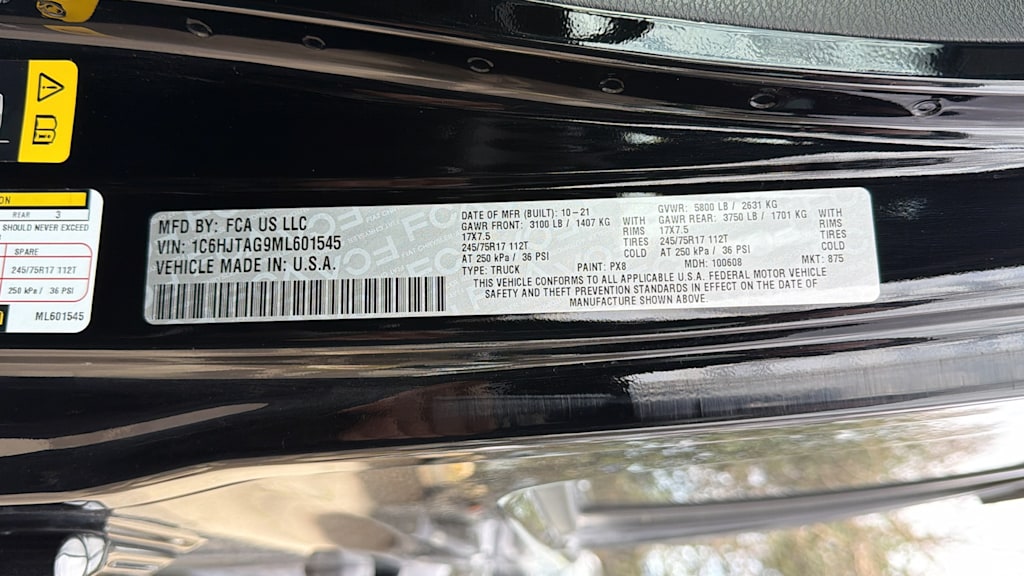 ON
REAR 3
SHOULD NEVER EXCEED
SPARE
245/75R17 112T
250 kPa / 36 PSI
ML601545
MFD BY: FCA US LLC
VIN: 1C6HJTAG9ML601545
VEHICLE MADE IN: U.S.A.
DATE OF MFR (BUILT): 10-21
GAWR FRONT: 3100 LB / 1407 KG WITH
17X7.5 RIMS
245/75R17 112T TIRES
AT 250 kPa / 36 PSI COLD
GVWR: 5800 LB / 2631 KG
GAWR REAR: 3750 LB / 1701 KG WITH
17X7.5 RIMS
245/75R17 112T TIRES
AT 250 kPa / 36 PSI COLD
TYPE: TRUCK PAINT: PX8 MDH: 100608 MKT: 875
THIS VEHICLE CONFORMS TO ALL APPLICABLE U.S.A. FEDERAL MOTOR VEHICLE
SAFETY AND THEFT PREVENTION STANDARDS IN EFFECT ON THE DATE OF
MANUFACTURE SHOWN ABOVE.